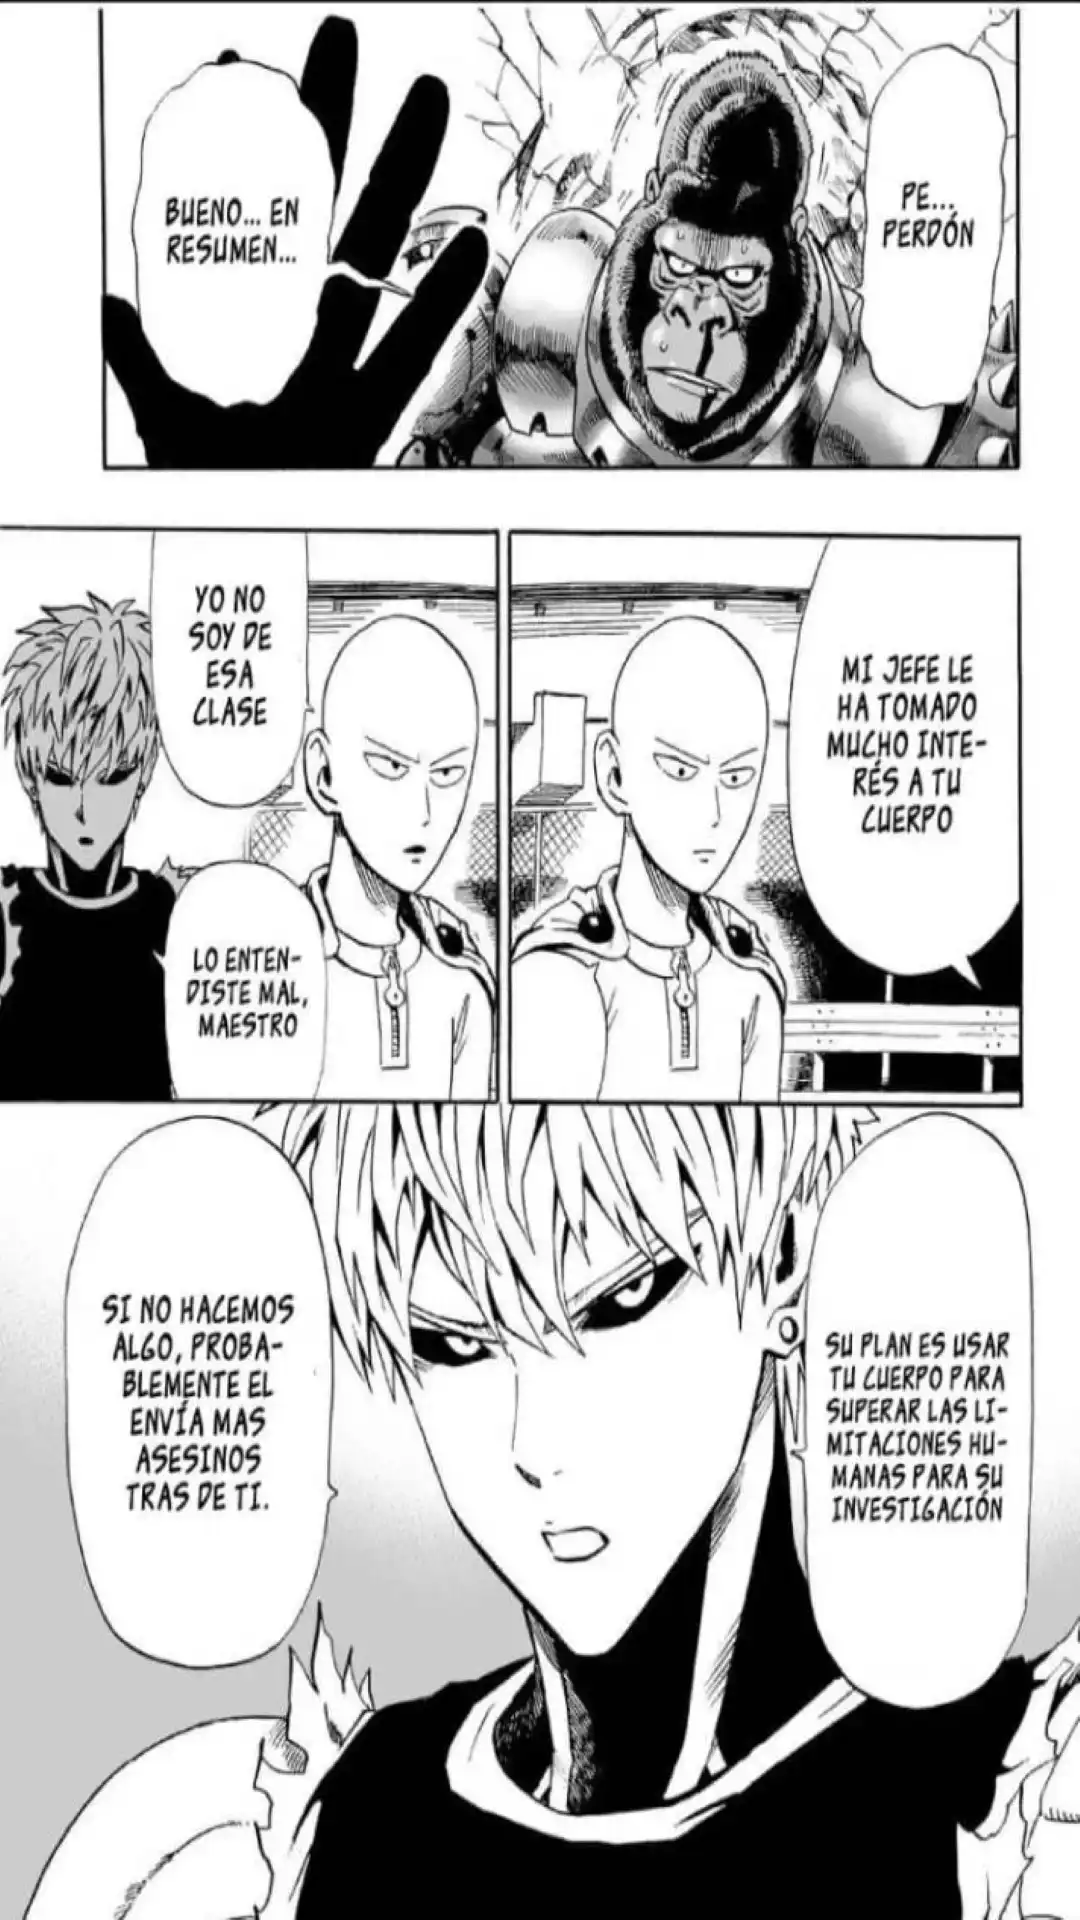 PE...
PERDÓN
BUENO... EN
RESUMEN...
MI JEFE LE
HA TOMADO
MUCHO INTE-
RÉS A TU
CUERPO
YO NO
SOY DE
ESA
CLASE
LO ENTEN-
DISTE MAL,
MAESTRO
SU PLAN ES USAR
TU CUERPO PARA
SUPERAR LAS LI-
MITACIONES HU-
MANAS PARA SU
INVESTIGACIÓN
SI NO HACEMOS
ALGO, PROBA-
BLEMENTE EL
ENVÍA MAS
ASESINOS
TRAS DE TI.